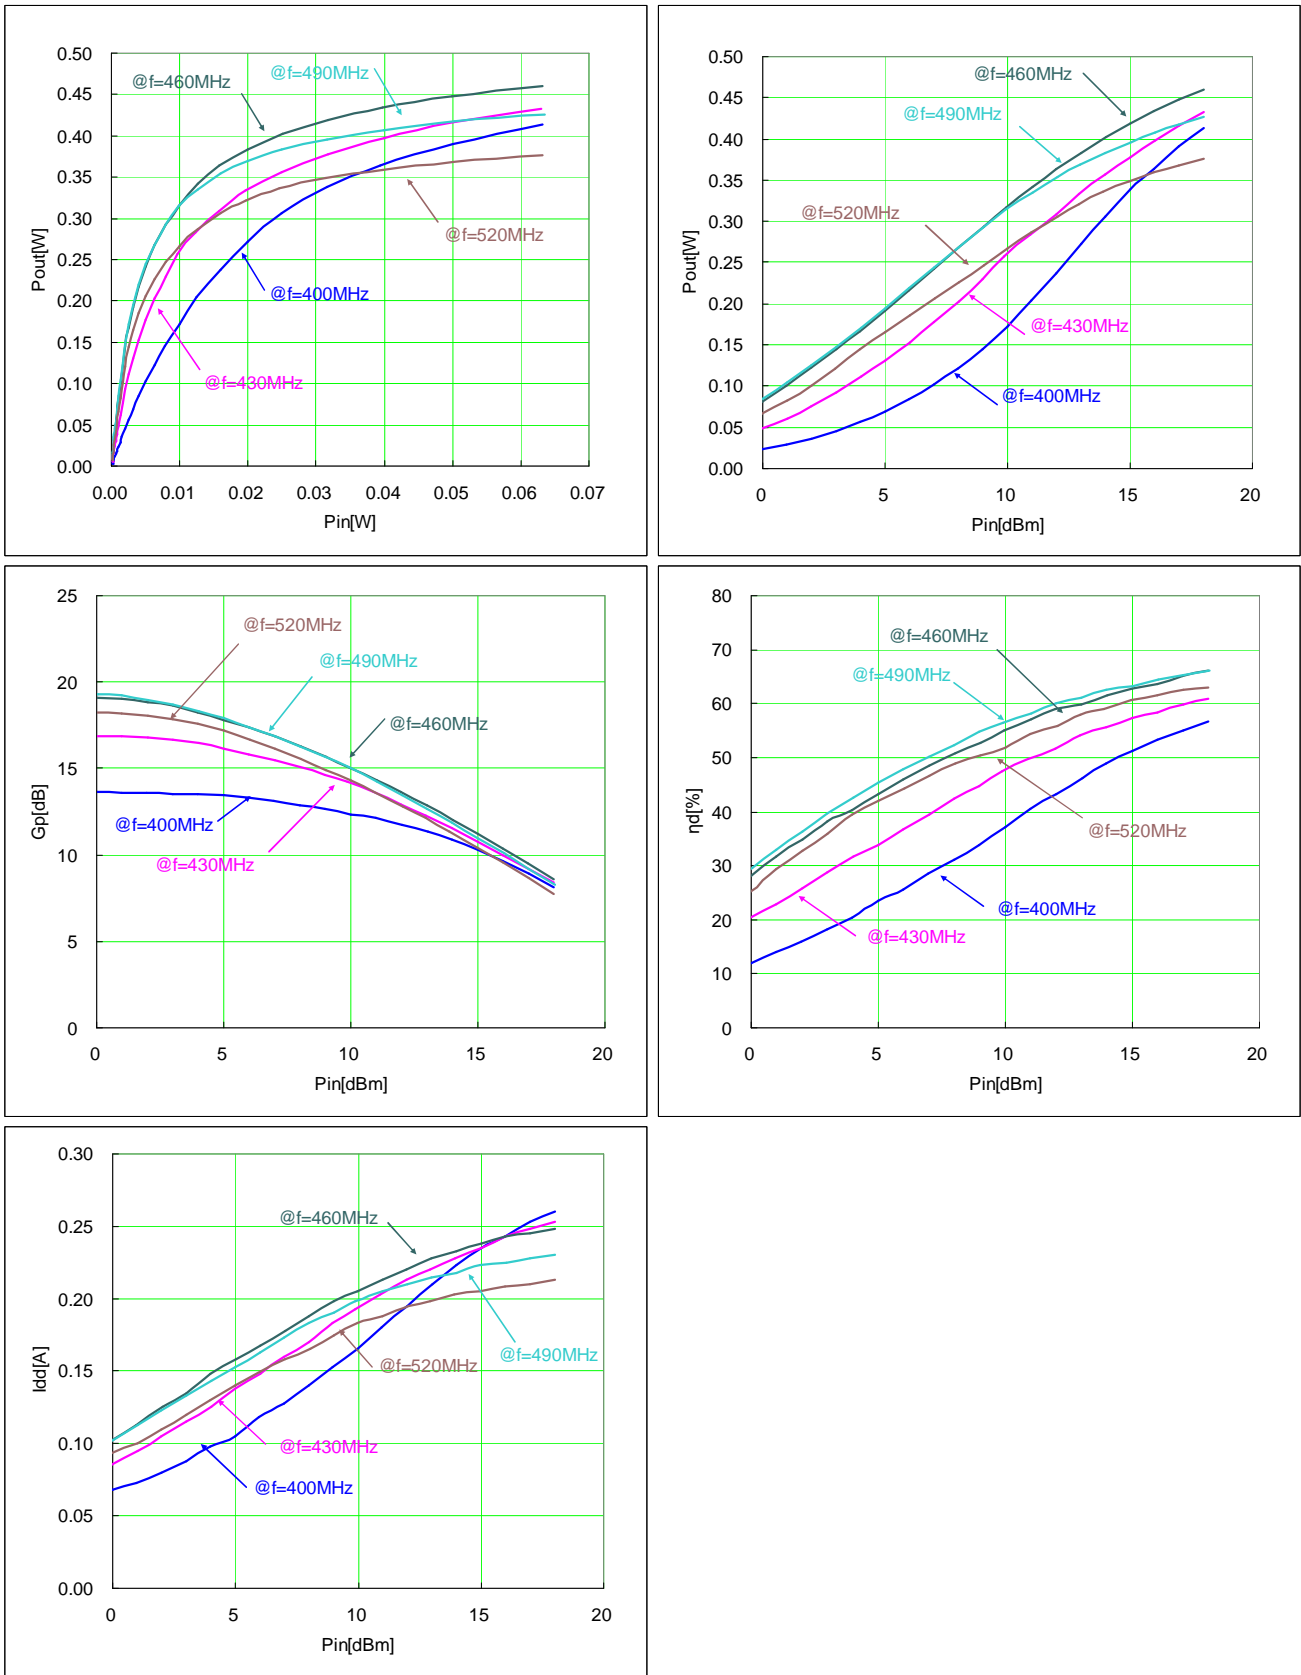 0.50
0.45
0.40
0.35
0.30
0.25
0.20
0.15
0.10
0.05
0.00
Pout[W]
@f=460MHz
@f=490MHz
@f=520MHz
@f=400MHz
@f=430MHz
0.00 0.01 0.02 0.03 0.04 0.05 0.06 0.07
Pin[W]
0.50
0.45
0.40
0.35
0.30
0.25
0.20
0.15
0.10
0.05
0.00
Pout[W]
@f=460MHz
@f=490MHz
@f=520MHz
@f=430MHz
@f=400MHz
0 5 10 15 20
Pin[dBm]
25
20
15
10
5
0
Gp[dB]
@f=520MHz
@f=490MHz
@f=460MHz
@f=400MHz
@f=430MHz
0 5 10 15 20
Pin[dBm]
80
70
60
50
40
30
20
10
0
ηd[%]
@f=460MHz
@f=490MHz
@f=520MHz
@f=400MHz
@f=430MHz
0 5 10 15 20
Pin[dBm]
0.30
0.25
0.20
0.15
0.10
0.05
0.00
Idd[A]
@f=460MHz
@f=490MHz
@f=520MHz
@f=430MHz
@f=400MHz
0 5 10 15 20
Pin[dBm]